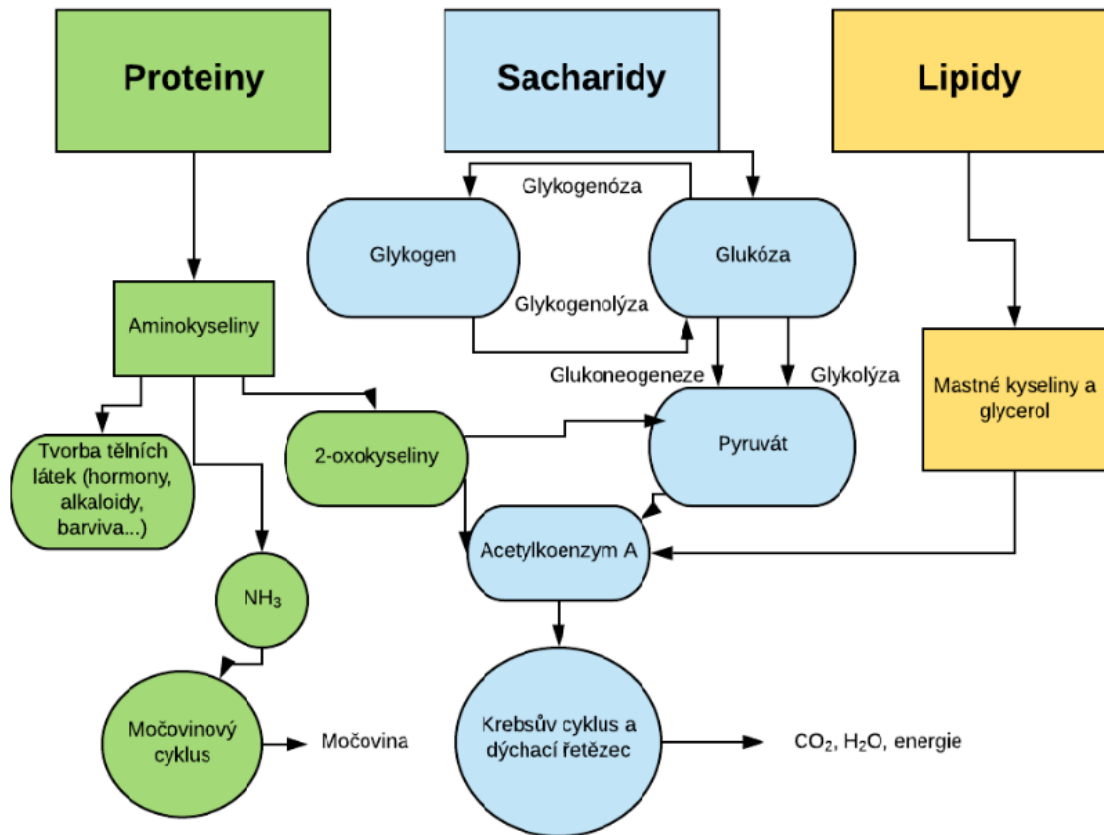 Proteiny
Sacharidy
Lipidy
Glykogenóza
Glykogen
Glukóza
Glykogenolýza
Aminokyseliny
Glukoneogeneze
Glykolýza
Mastné kyseliny a
glycerol
Tvorba tělních
látek (hormony,
alkaloidy,
barviva...)
2-oxokyseliny
Pyruvát
Acetylkoenzym A
NH₃
Močovinový
cyklus
Močovina
Krebsův cyklus a
dýchací řetězec
CO₂, H₂O, energie